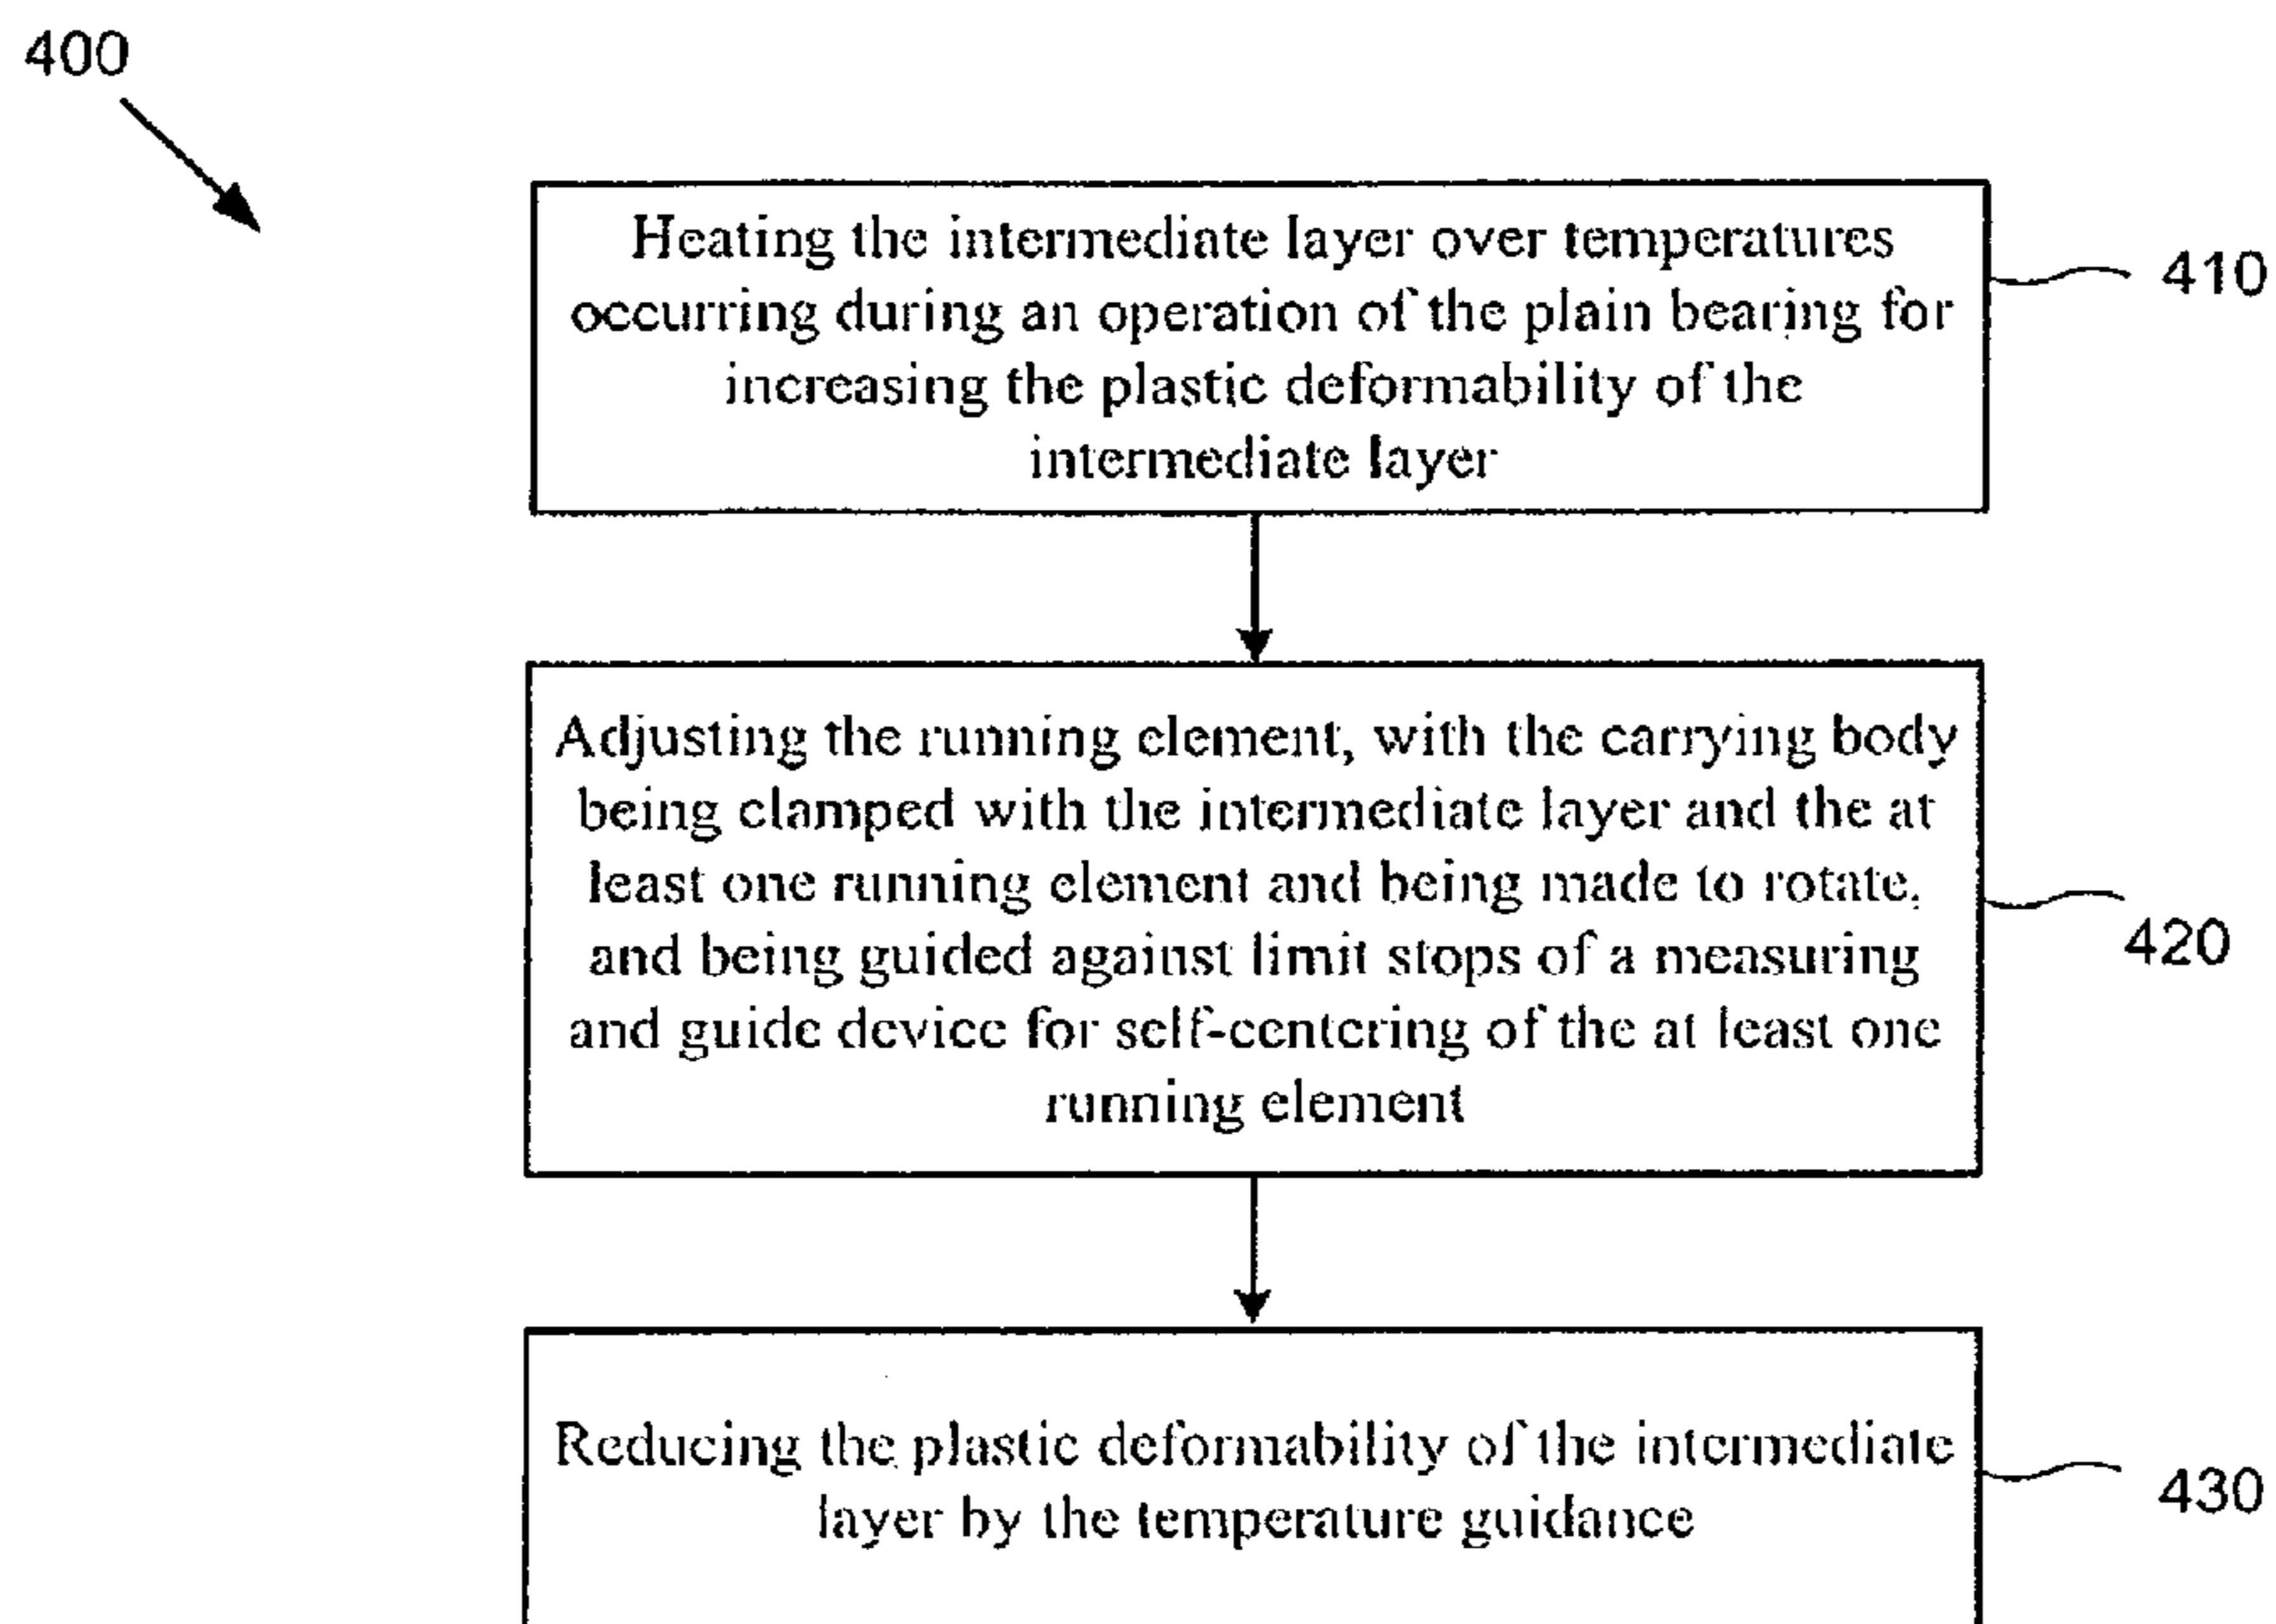 400
Heating the intermediate layer over temperatures
occurring during an operation of the plain bearing for
increasing the plastic deformability of the
intermediate layer
410
Adjusting the running element, with the carrying body
being clamped with the intermediate layer and the at
least one running element and being made to rotate,
and being guided against limit stops of a measuring
and guide device for self-centering of the at least one
running element
420
Reducing the plastic deformability of the intermediate
layer by the temperature guidance
430